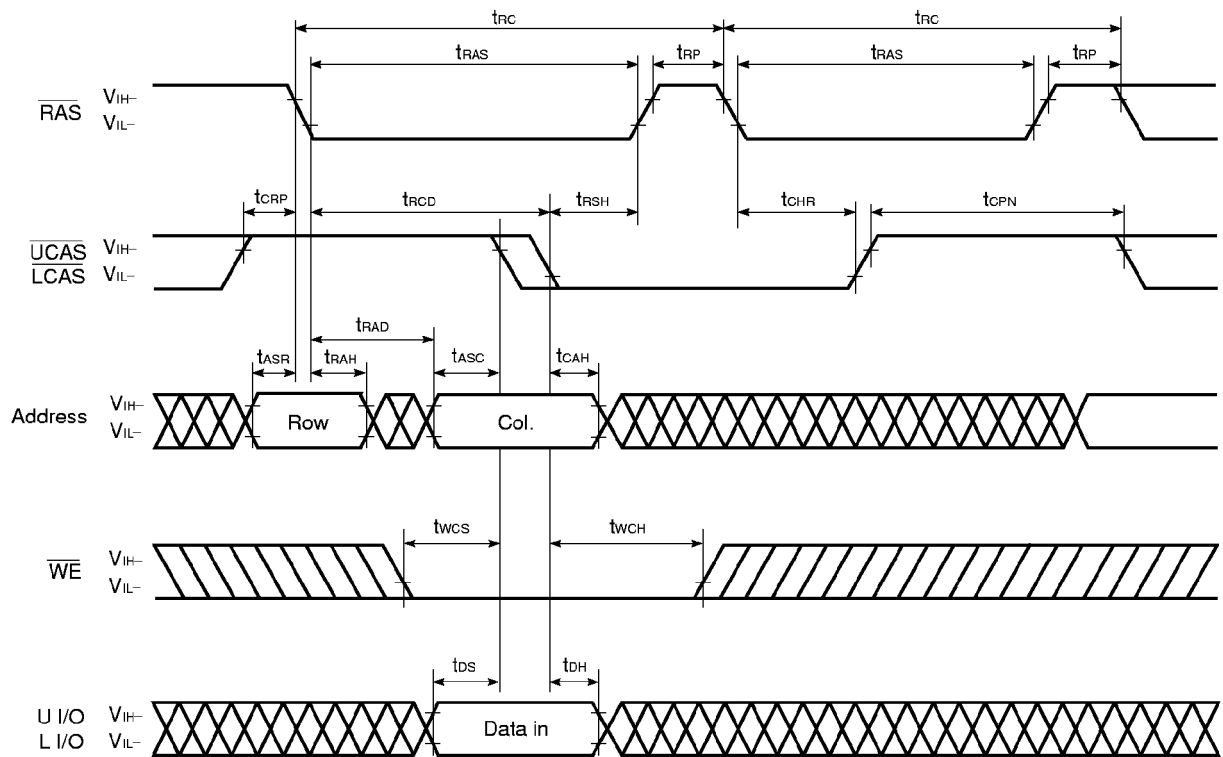 tRC tRC
tRAS tRP tRAS tRP
RAS VIH–
VIL–
tCRP tRCD tRSH tCHR tCPN
UCAS VIH–
LCAS VIL–
tRAD
tASR tRAH tASC tCAH
Address VIH–
VIL–
Row Col.
tWCS tWCH
WE VIH–
VIL–
tDS tDH
U I/O VIH–
L I/O VIL–
Data in